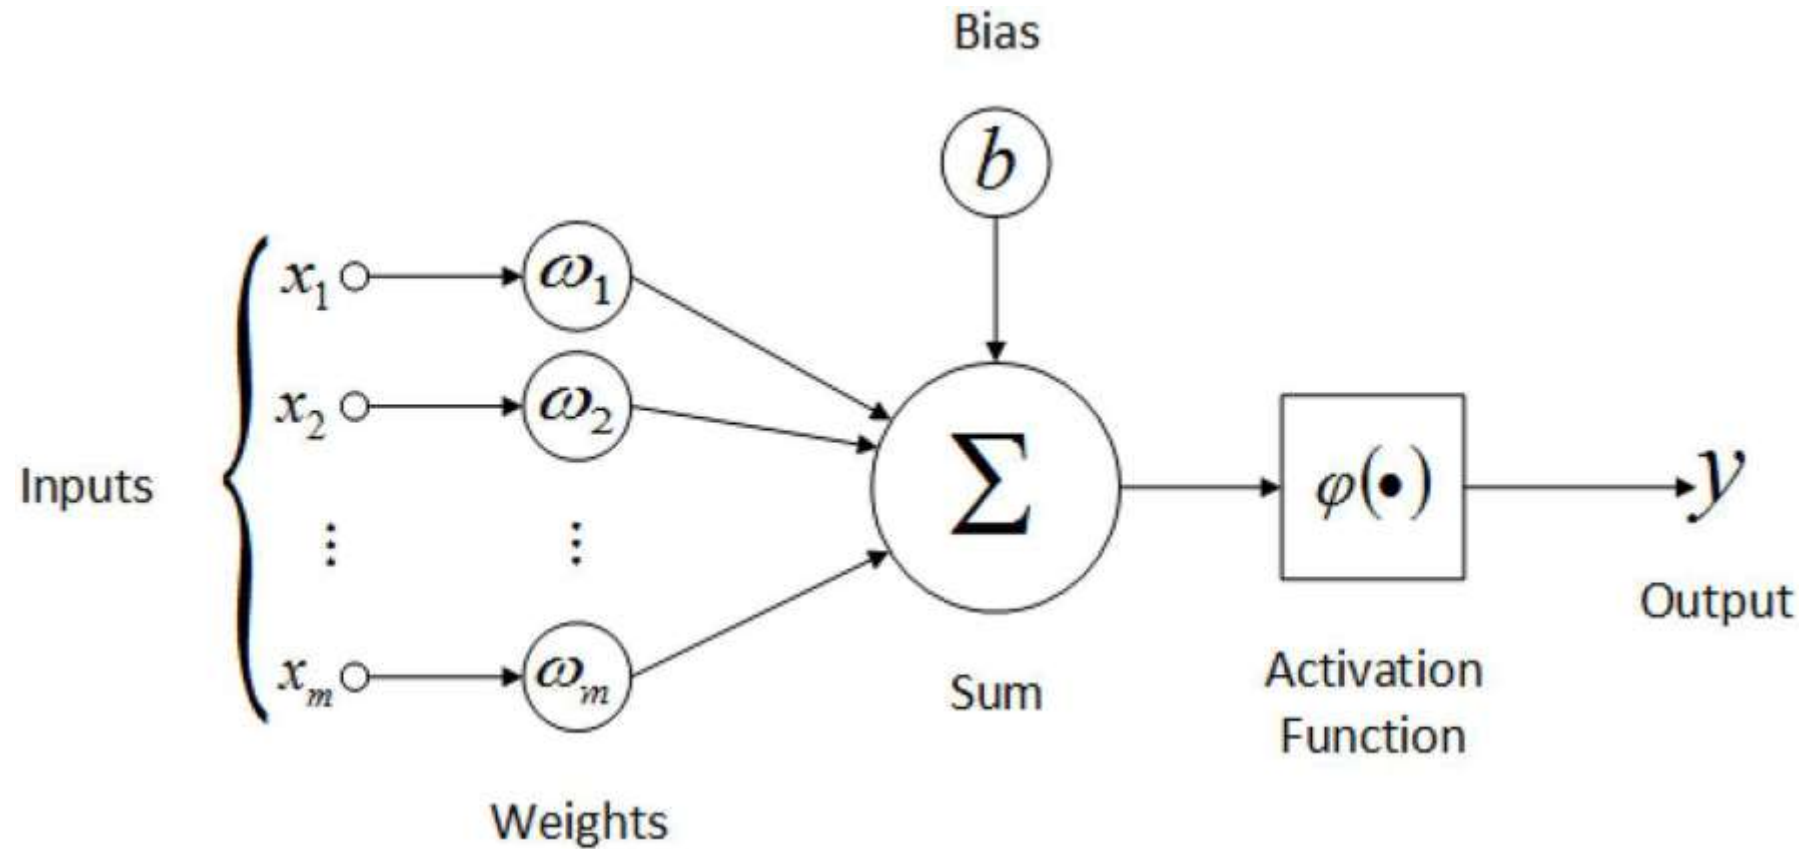 Bias
b
x₁ ω₁
x₂ ω₂
Inputs
⋮ ⋮
xₘ ωₘ
Σ
φ(•)
y
Output
Sum
Activation
Function
Weights